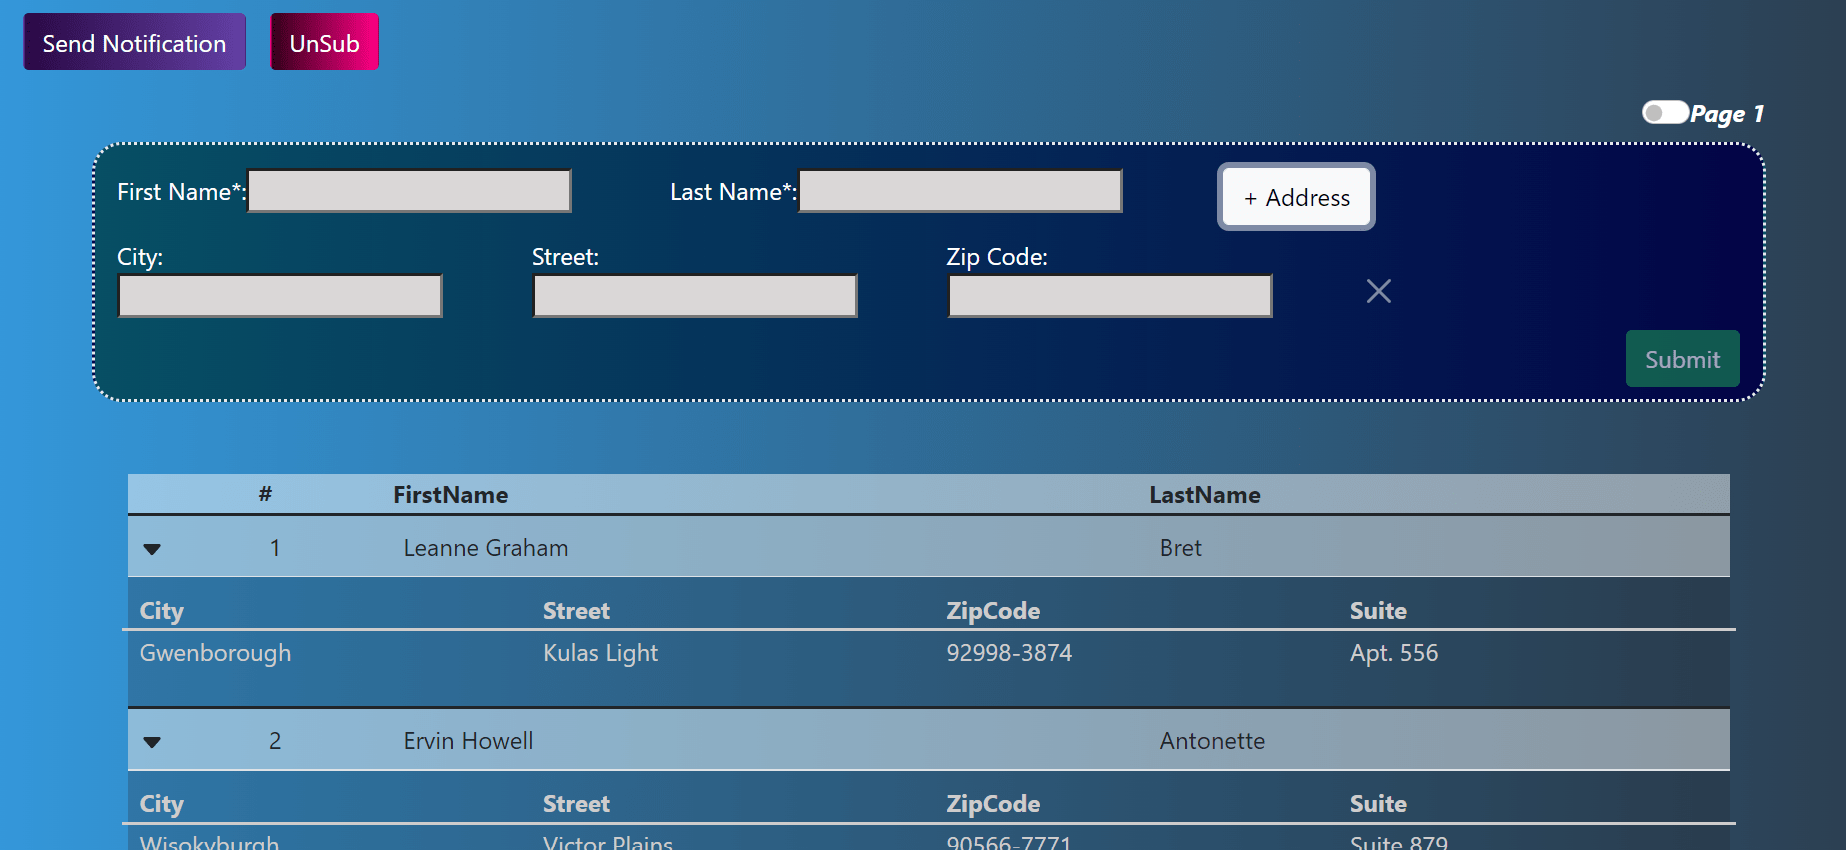 Send Notification UnSub
Page 1
First Name*: Last Name*: + Address
City: Street: Zip Code:
Submit
# FirstName LastName
1 Leanne Graham Bret
City Street ZipCode Suite
Gwenborough Kulas Light 92998-3874 Apt. 556
2 Ervin Howell Antonette
City Street ZipCode Suite
Wisokyburgh Victor Plains 90566-7771 Suite 879